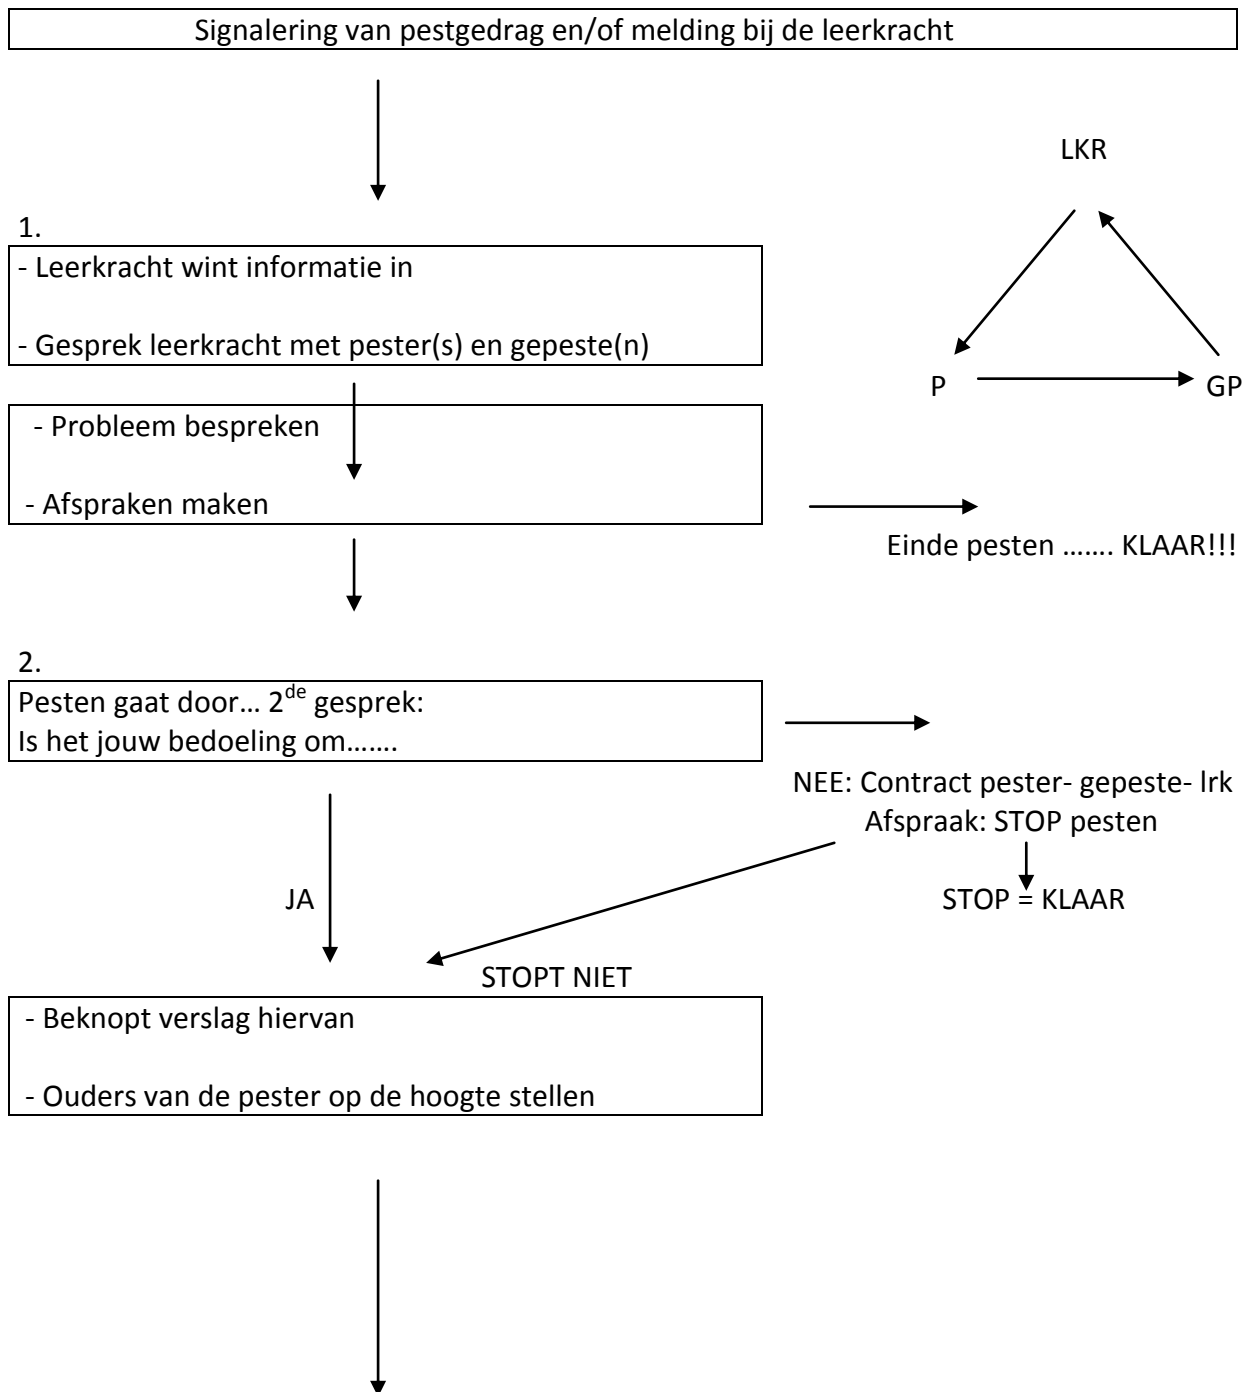 Signalering van pestgedrag en/of melding bij de leerkracht
LKR
1.
- Leerkracht wint informatie in
- Gesprek leerkracht met pester(s) en gepeste(n)
P
GP
- Probleem bespreken
- Afspraken maken
Einde pesten ....... KLAAR!!!
2.
Pesten gaat door... 2de gesprek:
Is het jouw bedoeling om.......
NEE: Contract pester- gepeste- lrk
Afspraak: STOP pesten
JA
STOP = KLAAR
STOPT NIET
- Beknopt verslag hiervan
- Ouders van de pester op de hoogte stellen